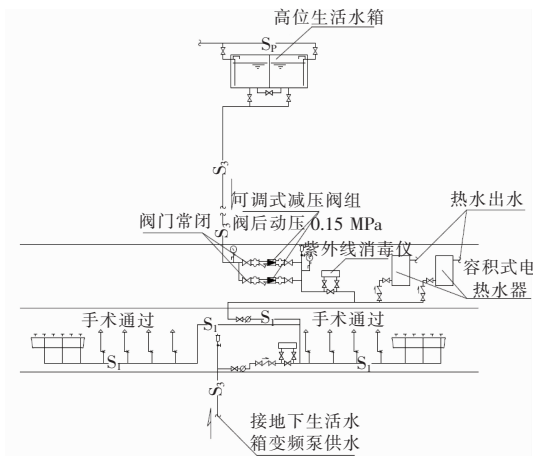 高位生活水箱
SP
S3
可调式减压阀组
阀门常闭
阀后动压 0.15 MPa
S3
热水出水
紫外线消毒仪
容积式电
热水器
手术通过
S1
手术通过
S1
S1
S1
S3
接地下生活水
箱变频泵供水